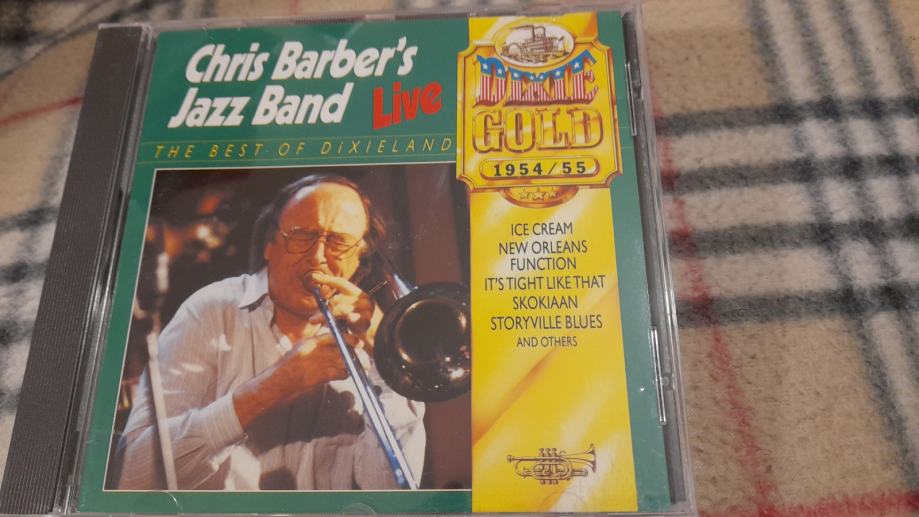 Chris Barber's
Jazz Band Live
THE BEST OF DIXIELAND
DIXIE
GOLD
1954/55
ICE CREAM
NEW ORLEANS
FUNCTION
IT'S TIGHT LIKE THAT
SKOKIAAN
STORYVILLE BLUES
AND OTHERS